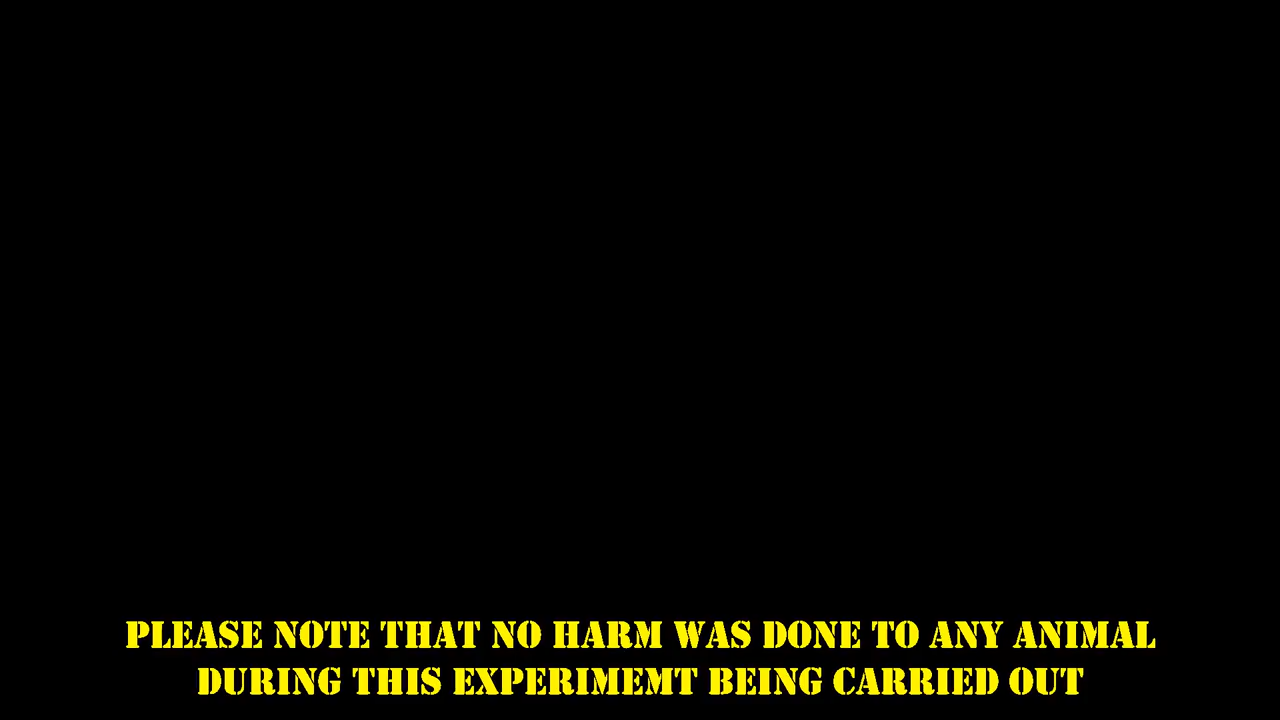 PLEASE NOTE THAT NO HARM WAS DONE TO ANY ANIMAL
DURING THIS EXPERIMEMT BEING CARRIED OUT